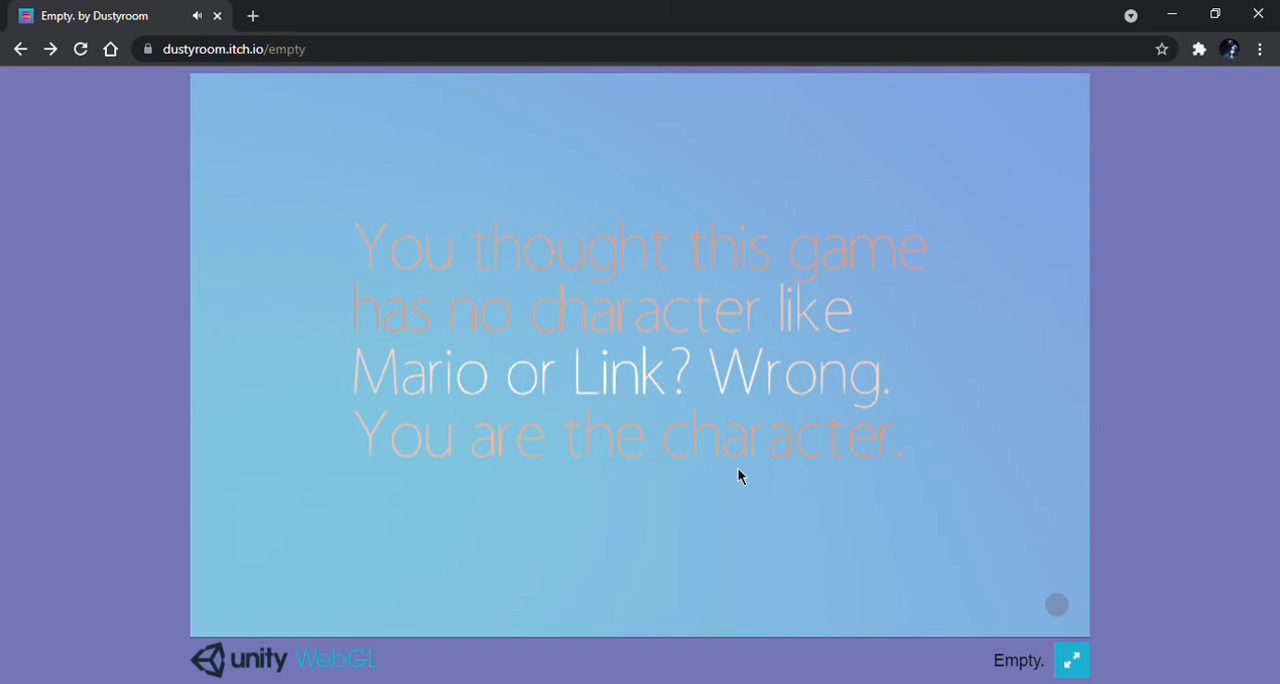 Empty. by Dustyroom
dustyroom.itch.io/empty
You thought this game
has no character like
Mario or Link? Wrong.
You are the character.
unity WebGL
Empty.